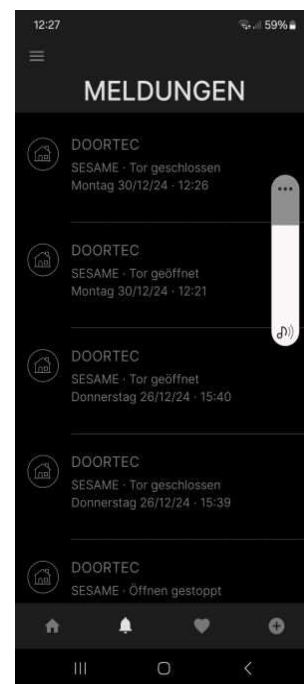 12:27 59%
MELDUNGEN
DOORTEC
SESAME · Tor geschlossen
Montag 30/12/24 · 12:26
DOORTEC
SESAME · Tor geöffnet
Montag 30/12/24 · 12:21
DOORTEC
SESAME · Tor geöffnet
Donnerstag 26/12/24 · 15:40
DOORTEC
SESAME · Tor geschlossen
Donnerstag 26/12/24 · 15:39
DOORTEC
SESAME · Öffnen gestoppt